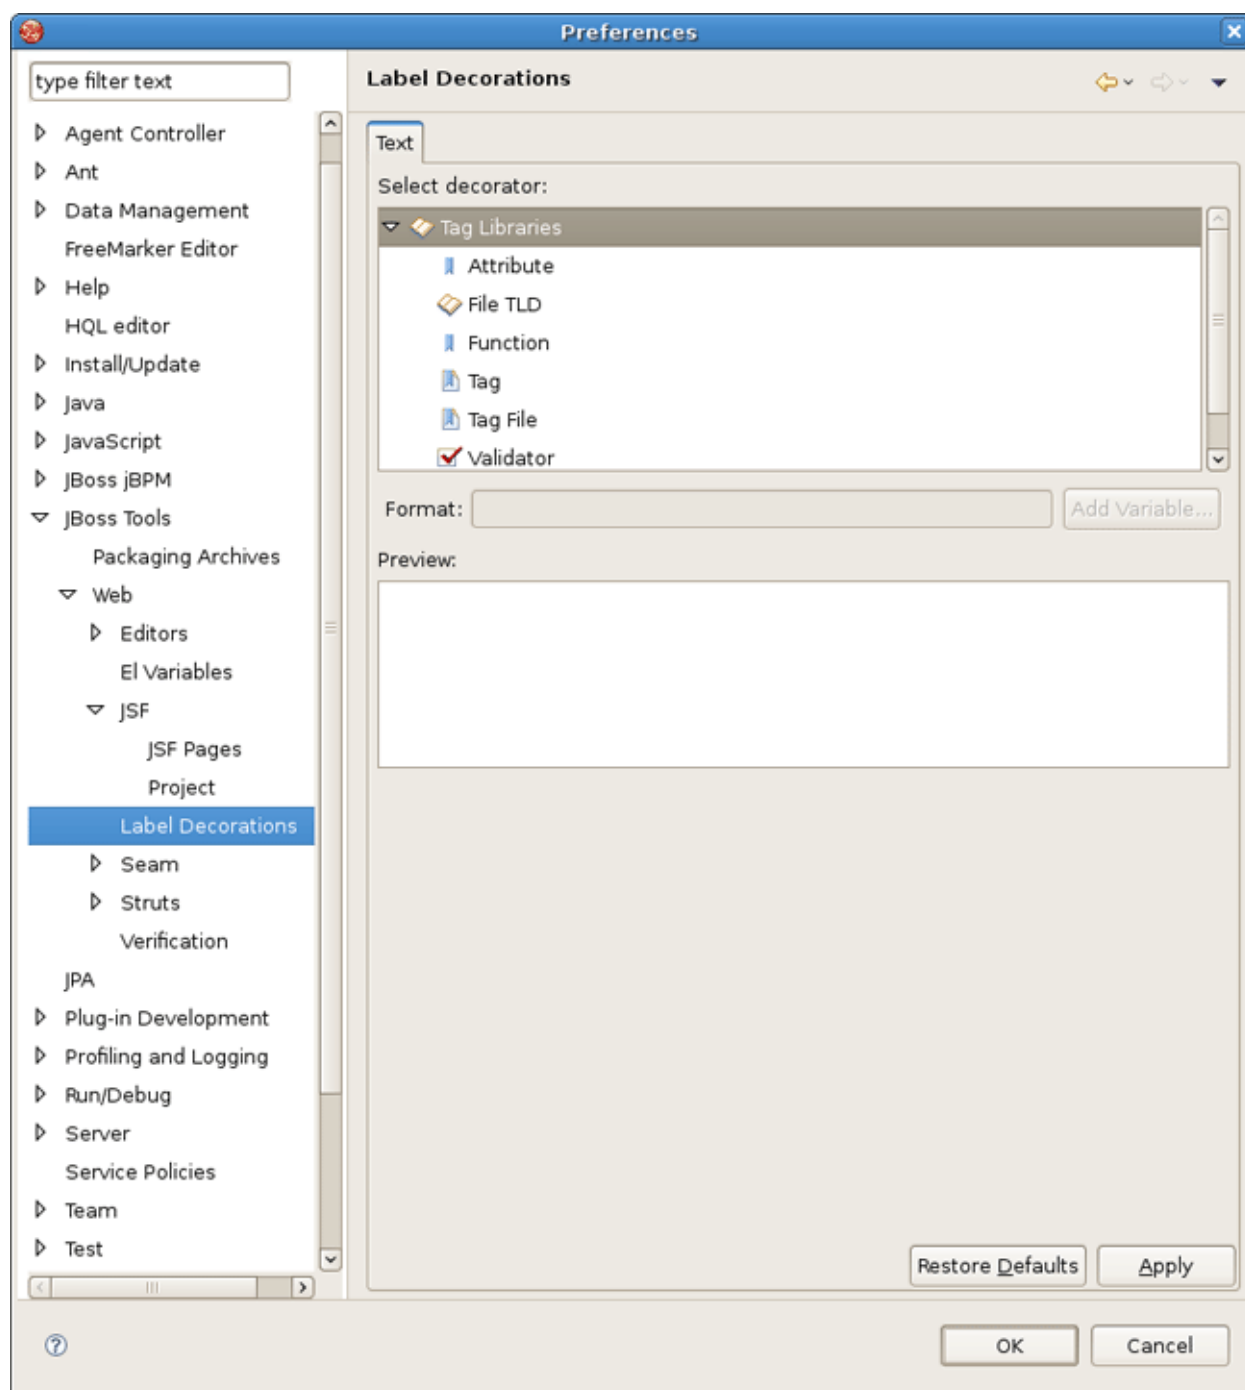 Preferences
type filter text
Agent Controller
Ant
Data Management
FreeMarker Editor
Help
HQL editor
Install/Update
Java
JavaScript
JBoss jBPM
JBoss Tools
Packaging Archives
Web
Editors
El Variables
JSF
JSF Pages
Project
Label Decorations
Seam
Struts
Verification
JPA
Plug-in Development
Profiling and Logging
Run/Debug
Server
Service Policies
Team
Test
Label Decorations
Text
Select decorator:
Tag Libraries
Attribute
File TLD
Function
Tag
Tag File
Validator
Format:
Add Variable...
Preview:
Restore Defaults
Apply
OK
Cancel